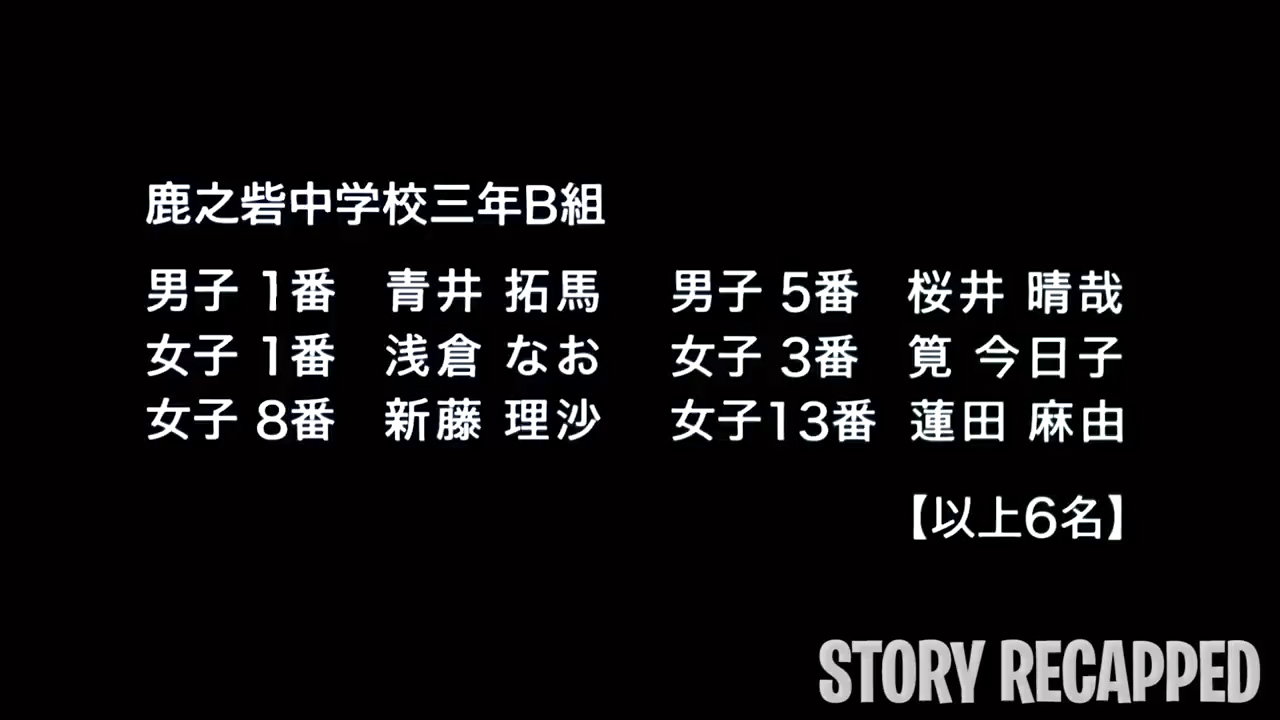 鹿之砦中学校三年B組
男子 1番 青井 拓馬 男子 5番 桜井 晴哉
女子 1番 浅倉 なお 女子 3番 筧 今日子
女子 8番 新藤 理沙 女子13番 蓮田 麻由
【以上6名】
STORY RECAPPED